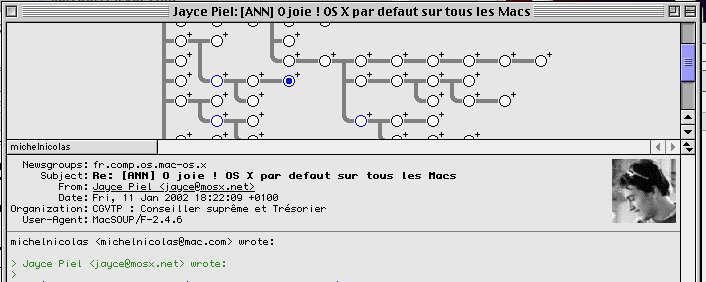 Jayce Piel: [ANN] O joie ! OS X par defaut sur tous les Macs
michelnicolas
Newsgroups: fr.comp.os.mac-os.x
Subject: Re: [ANN] O joie ! OS X par defaut sur tous les Macs
From: Jayce Piel <jayce@mosx.net>
Date: Fri, 11 Jan 2002 18:22:09 +0100
Organization: CGVTP : Conseiller suprême et Trésorier
User-Agent: MacSOUP/F-2.4.6
michelnicolas <michelnicolas@mac.com> wrote:
> Jayce Piel <jayce@mosx.net> wrote:
>